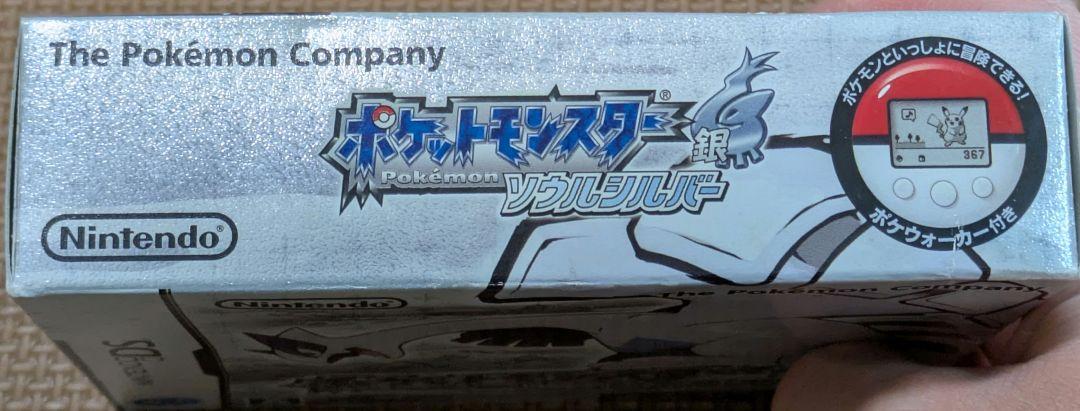 The Pokémon Company
ポケットモンスター®
Pokémon
銀
ソウルシルバー
ポケモンといっしょに冒険できる!
367
ポケウォーカー付き
Nintendo®
Nintendo
The Pokémon Company